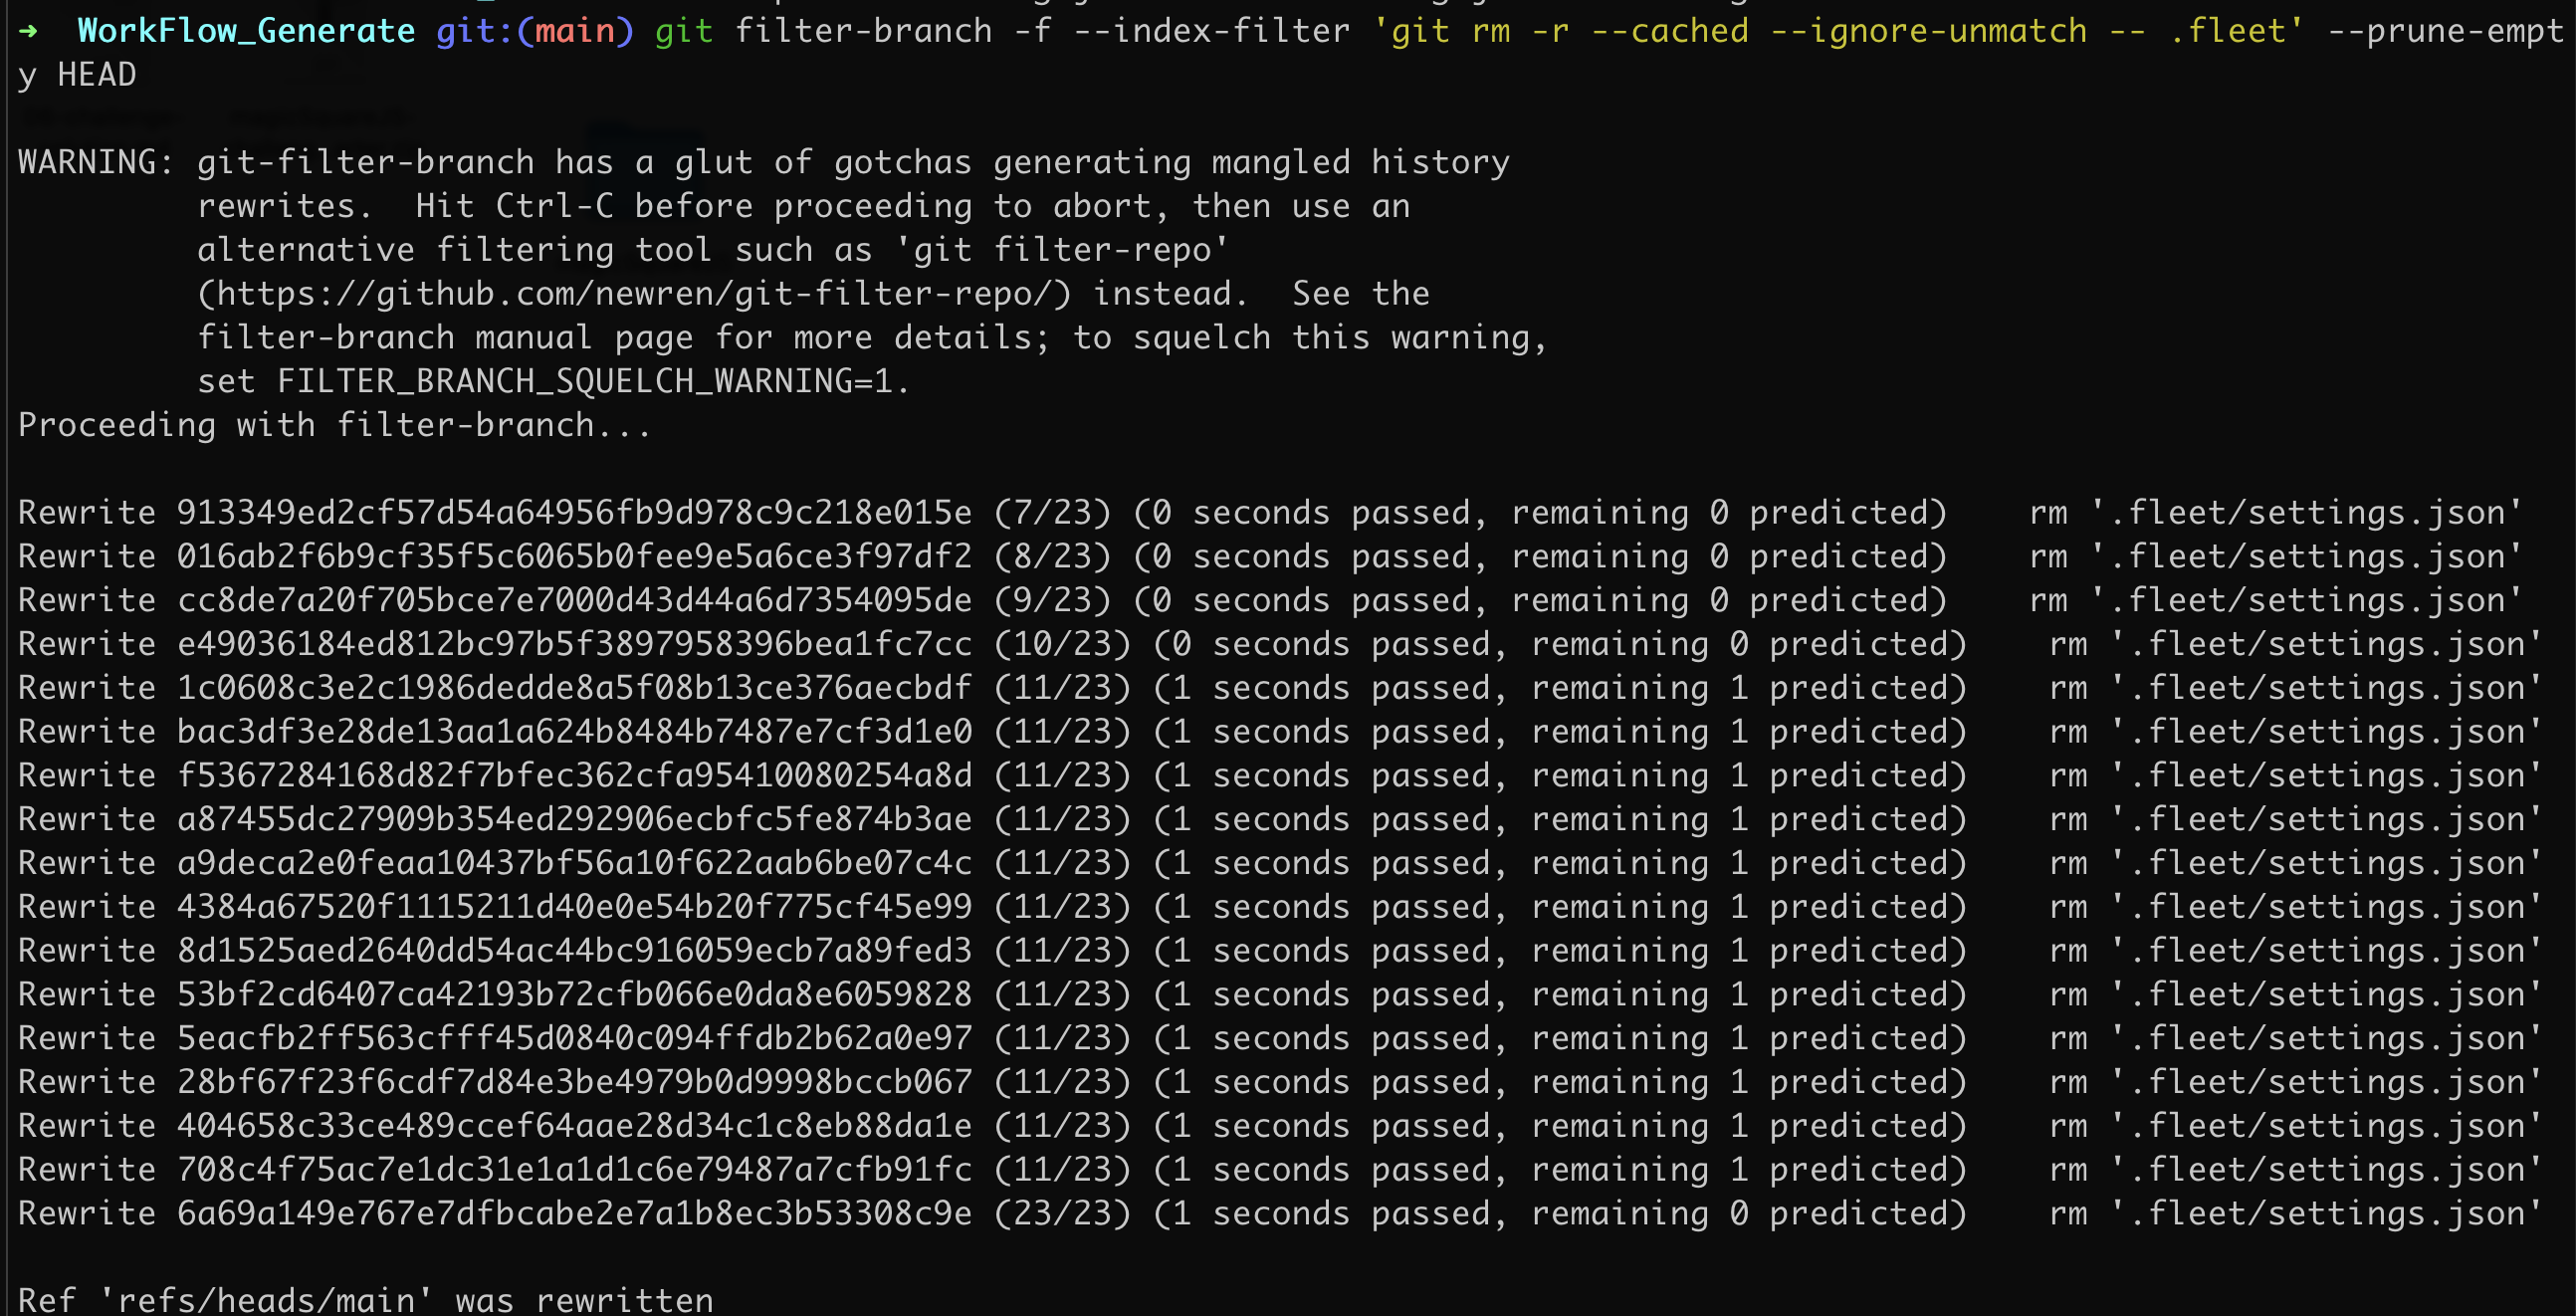 ➜  WorkFlow_Generate git:(main) git filter-branch -f --index-filter 'git rm -r --cached --ignore-unmatch -- .fleet' --prune-empt
y HEAD
WARNING: git-filter-branch has a glut of gotchas generating mangled history
rewrites.  Hit Ctrl-C before proceeding to abort, then use an
alternative filtering tool such as 'git filter-repo'
(https://github.com/newren/git-filter-repo/) instead.  See the
filter-branch manual page for more details; to squelch this warning,
set FILTER_BRANCH_SQUELCH_WARNING=1.
Proceeding with filter-branch...
Rewrite 913349ed2cf57d54a64956fb9d978c9c218e015e (7/23) (0 seconds passed, remaining 0 predicted)    rm '.fleet/settings.json'
Rewrite 016ab2f6b9cf35f5c6065b0fee9e5a6ce3f97df2 (8/23) (0 seconds passed, remaining 0 predicted)    rm '.fleet/settings.json'
Rewrite cc8de7a20f705bce7e7000d43d44a6d7354095de (9/23) (0 seconds passed, remaining 0 predicted)    rm '.fleet/settings.json'
Rewrite e49036184ed812bc97b5f3897958396bea1fc7cc (10/23) (0 seconds passed, remaining 0 predicted)    rm '.fleet/settings.json'
Rewrite 1c0608c3e2c1986dedde8a5f08b13ce376aecbdf (11/23) (1 seconds passed, remaining 1 predicted)    rm '.fleet/settings.json'
Rewrite bac3df3e28de13aa1a624b8484b7487e7cf3d1e0 (11/23) (1 seconds passed, remaining 1 predicted)    rm '.fleet/settings.json'
Rewrite f5367284168d82f7bfec362cfa95410080254a8d (11/23) (1 seconds passed, remaining 1 predicted)    rm '.fleet/settings.json'
Rewrite a87455dc27909b354ed292906ecbfc5fe874b3ae (11/23) (1 seconds passed, remaining 1 predicted)    rm '.fleet/settings.json'
Rewrite a9deca2e0feaa10437bf56a10f622aab6be07c4c (11/23) (1 seconds passed, remaining 1 predicted)    rm '.fleet/settings.json'
Rewrite 4384a67520f1115211d40e0e54b20f775cf45e99 (11/23) (1 seconds passed, remaining 1 predicted)    rm '.fleet/settings.json'
Rewrite 8d1525aed2640dd54ac44bc916059ecb7a89fed3 (11/23) (1 seconds passed, remaining 1 predicted)    rm '.fleet/settings.json'
Rewrite 53bf2cd6407ca42193b72cfb066e0da8e6059828 (11/23) (1 seconds passed, remaining 1 predicted)    rm '.fleet/settings.json'
Rewrite 5eacfb2ff563cfff45d0840c094ffdb2b62a0e97 (11/23) (1 seconds passed, remaining 1 predicted)    rm '.fleet/settings.json'
Rewrite 28bf67f23f6cdf7d84e3be4979b0d9998bccb067 (11/23) (1 seconds passed, remaining 1 predicted)    rm '.fleet/settings.json'
Rewrite 404658c33ce489ccef64aae28d34c1c8eb88da1e (11/23) (1 seconds passed, remaining 1 predicted)    rm '.fleet/settings.json'
Rewrite 708c4f75ac7e1dc31e1a1d1c6e79487a7cfb91fc (11/23) (1 seconds passed, remaining 1 predicted)    rm '.fleet/settings.json'
Rewrite 6a69a149e767e7dfbcabe2e7a1b8ec3b53308c9e (23/23) (1 seconds passed, remaining 0 predicted)    rm '.fleet/settings.json'
Ref 'refs/heads/main' was rewritten